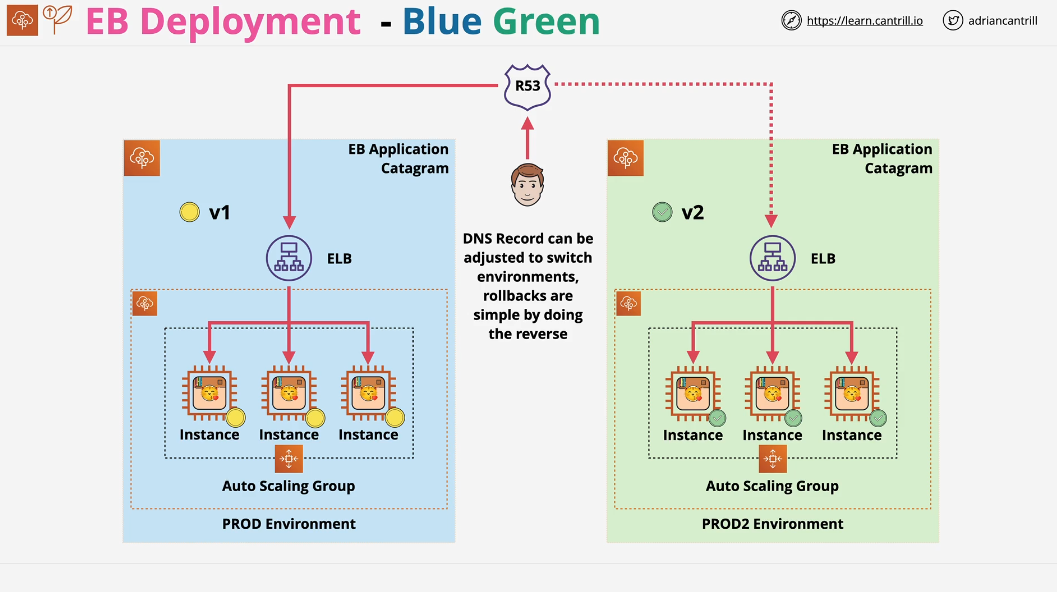 EB Deployment - Blue Green
https://learn.cantrill.io
adriancantrill
R53
EB Application
Catagram
v1
ELB
Instance
Instance
Instance
Auto Scaling Group
PROD Environment
DNS Record can be
adjusted to switch
environments,
rollbacks are
simple by doing
the reverse
EB Application
Catagram
v2
ELB
Instance
Instance
Instance
Auto Scaling Group
PROD2 Environment